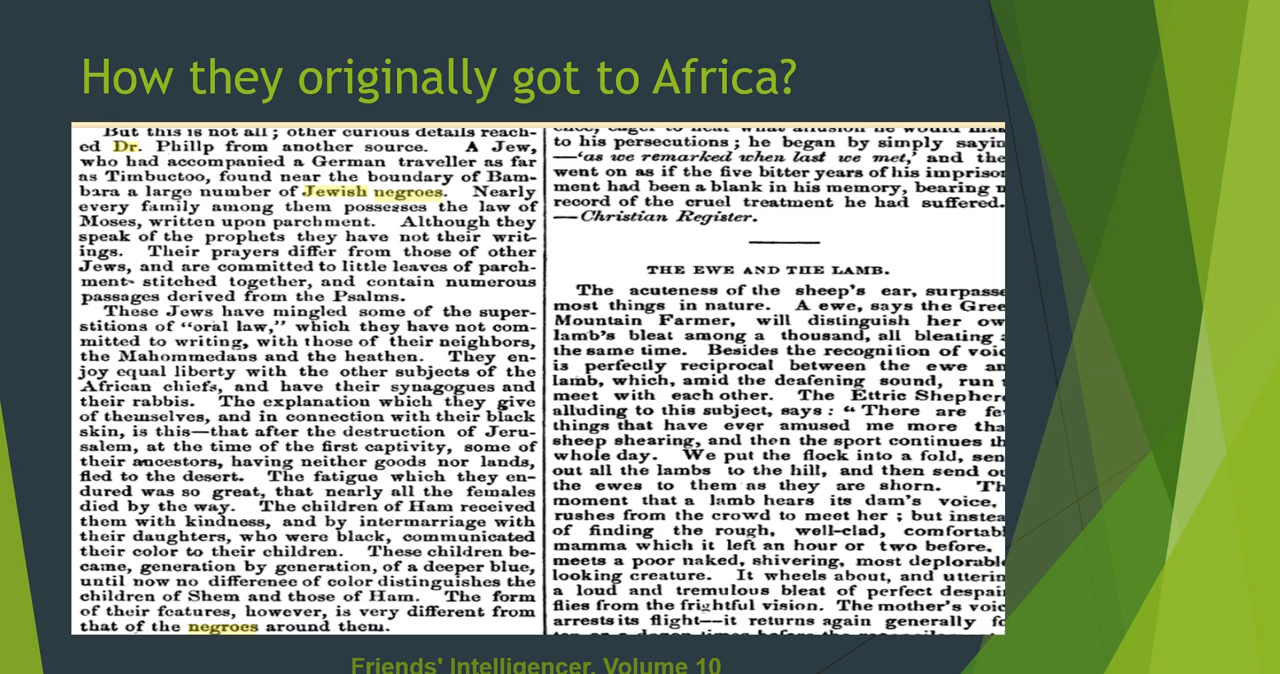 How they originally got to Africa?
But this is not all ; other curious details reach-
ed Dr. Phillp from another source. A Jew,
who had accompanied a German traveller as far
as Timbuctoo, found near the boundary of Bam-
bara a large number of Jewish negroes. Nearly
every family among them possesses the law of
Moses, written upon parchment. Although they
speak of the prophets they have not their writ-
ings. Their prayers differ from those of other
Jews, and are committed to little leaves of parch-
ment- stitched together, and contain numerous
passages derived from the Psalms.
These Jews have mingled some of the super-
stitions of "oral law," which they have not com-
mitted to writing, with those of their neighbors,
the Mahommedans and the heathen. They en-
joy equal liberty with the other subjects of the
African chiefs, and have their synagogues and
their rabbis. The explanation which they give
of themselves, and in connection with their black
skin, is this—that after the destruction of Jeru-
salem, at the time of the first captivity, some of
their ancestors, having neither goods nor lands,
fled to the desert. The fatigue which they en-
dured was so great, that nearly all the females
died by the way. The children of Ham received
them with kindness, and by intermarriage with
their daughters, who were black, communicated
their color to their children. These children be-
came, generation by generation, of a deeper blue,
until now no difference of color distinguishes the
children of Shem and those of Ham. The form
of their features, however, is very different from
that of the negroes around them.
to his persecutions ; he began by simply sayin
—'as we remarked when last we met,' and the
went on as if the five bitter years of his imprison
ment had been a blank in his memory, bearing n
record of the cruel treatment he had suffered.
—Christian Register.
THE EWE AND THE LAMB.
The acuteness of the sheep's ear, surpasse
most things in nature. A ewe, says the Gree
Mountain Farmer, will distinguish her ow
lamb's bleat among a thousand, all bleating
the same time. Besides the recognition of voic
is perfectly reciprocal between the ewe an
lamb, which, amid the deafening sound, run
meet with each other. The Ettric Shepher
alluding to this subject, says : " There are fe
things that have ever amused me more tha
sheep shearing, and then the sport continues th
whole day. We put the flock into a fold, sen
out all the lambs to the hill, and then send ou
the ewes to them as they are shorn. Th
moment that a lamb hears its dam's voice,
rushes from the crowd to meet her ; but instea
of finding the rough, well-clad, comfortabl
mamma which it left an hour or two before,
meets a poor naked, shivering, most deplorabl
looking creature. It wheels about, and utterin
a loud and tremulous bleat of perfect despai
flies from the frightful vision. The mother's voic
arrests its flight—it returns again generally fo
Friends' Intelligencer, Volume 10